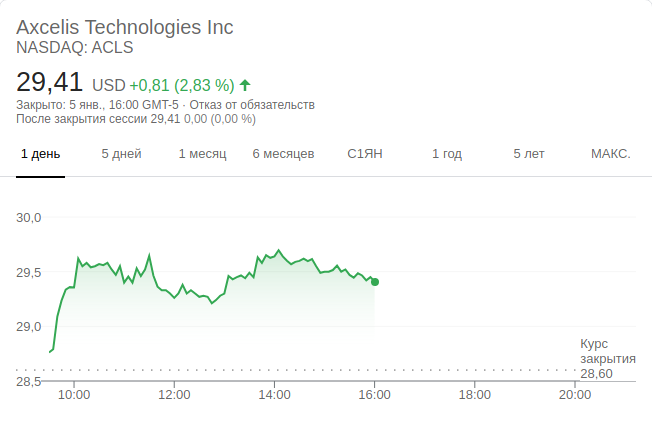 Axcelis Technologies Inc
NASDAQ: ACLS
29,41 USD +0,81 (2,83 %)
Закрыто: 5 янв., 16:00 GMT-5 · Отказ от обязательств
После закрытия сессии 29,41 0,00 (0,00 %)
1 день 5 дней 1 месяц 6 месяцев С1ЯН 1 год 5 лет МАКС.
30,0
29,5
29,0
Курс
закрытия
28,60
28,5
10:00 12:00 14:00 16:00 18:00 20:00